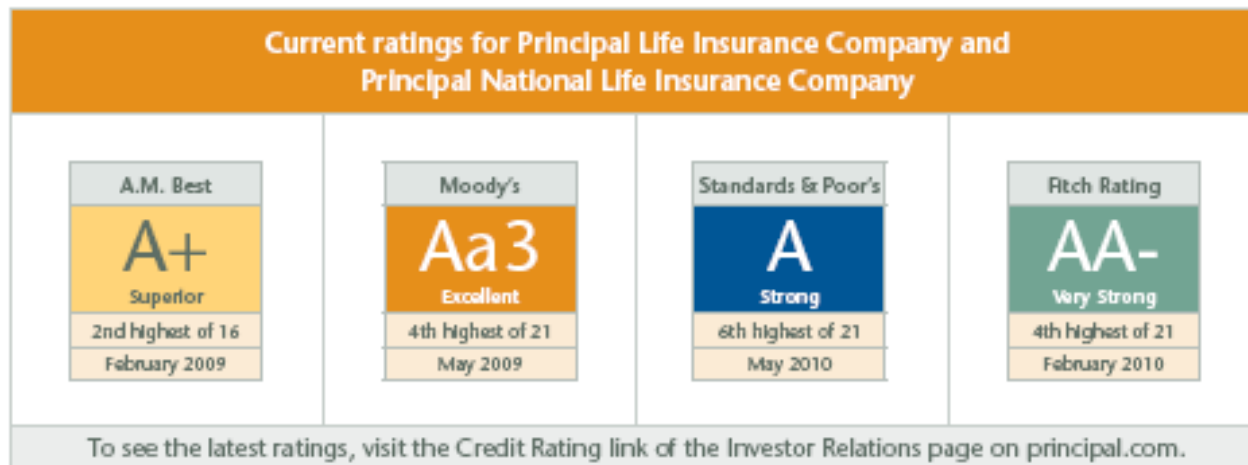 Current ratings for Principal Life Insurance Company and
Principal National Life Insurance Company
A.M. Best
A+
Superior
2nd highest of 16
February 2009
Moody's
Aa3
Excellent
4th highest of 21
May 2009
Standards & Poor's
A
Strong
6th highest of 21
May 2010
Fitch Rating
AA-
Very Strong
4th highest of 21
February 2010
To see the latest ratings, visit the Credit Rating link of the Investor Relations page on principal.com.